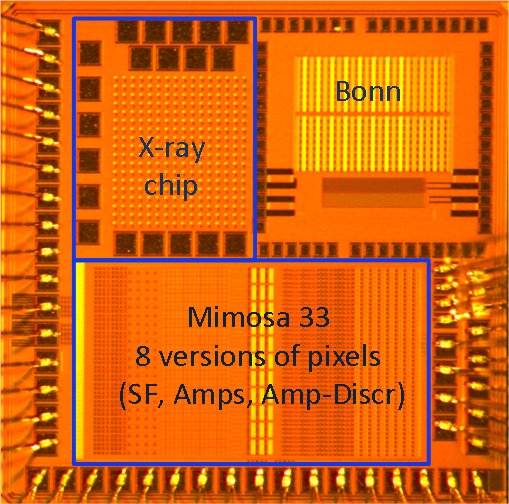 Bonn
X-ray
chip
Mimosa 33
8 versions of pixels
(SF, Amps, Amp-Discr)